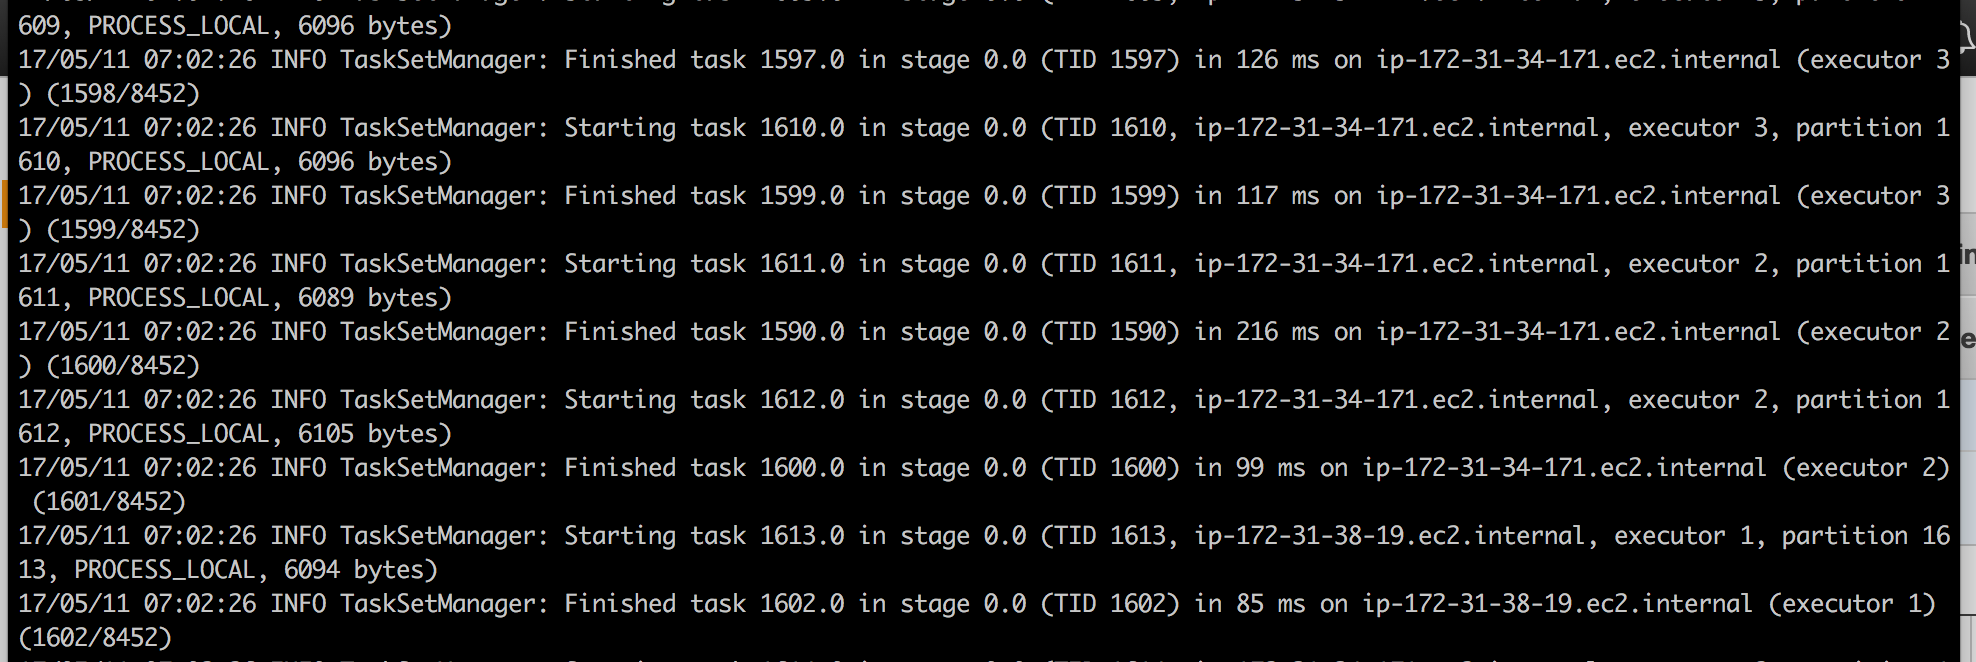 609, PROCESS_LOCAL, 6096 bytes)
17/05/11 07:02:26 INFO TaskSetManager: Finished task 1597.0 in stage 0.0 (TID 1597) in 126 ms on ip-172-31-34-171.ec2.internal (executor 3
) (1598/8452)
17/05/11 07:02:26 INFO TaskSetManager: Starting task 1610.0 in stage 0.0 (TID 1610, ip-172-31-34-171.ec2.internal, executor 3, partition 1
610, PROCESS_LOCAL, 6096 bytes)
17/05/11 07:02:26 INFO TaskSetManager: Finished task 1599.0 in stage 0.0 (TID 1599) in 117 ms on ip-172-31-34-171.ec2.internal (executor 3
) (1599/8452)
17/05/11 07:02:26 INFO TaskSetManager: Starting task 1611.0 in stage 0.0 (TID 1611, ip-172-31-34-171.ec2.internal, executor 2, partition 1
611, PROCESS_LOCAL, 6089 bytes)
17/05/11 07:02:26 INFO TaskSetManager: Finished task 1590.0 in stage 0.0 (TID 1590) in 216 ms on ip-172-31-34-171.ec2.internal (executor 2
) (1600/8452)
17/05/11 07:02:26 INFO TaskSetManager: Starting task 1612.0 in stage 0.0 (TID 1612, ip-172-31-34-171.ec2.internal, executor 2, partition 1
612, PROCESS_LOCAL, 6105 bytes)
17/05/11 07:02:26 INFO TaskSetManager: Finished task 1600.0 in stage 0.0 (TID 1600) in 99 ms on ip-172-31-34-171.ec2.internal (executor 2)
(1601/8452)
17/05/11 07:02:26 INFO TaskSetManager: Starting task 1613.0 in stage 0.0 (TID 1613, ip-172-31-38-19.ec2.internal, executor 1, partition 16
13, PROCESS_LOCAL, 6094 bytes)
17/05/11 07:02:26 INFO TaskSetManager: Finished task 1602.0 in stage 0.0 (TID 1602) in 85 ms on ip-172-31-38-19.ec2.internal (executor 1)
(1602/8452)